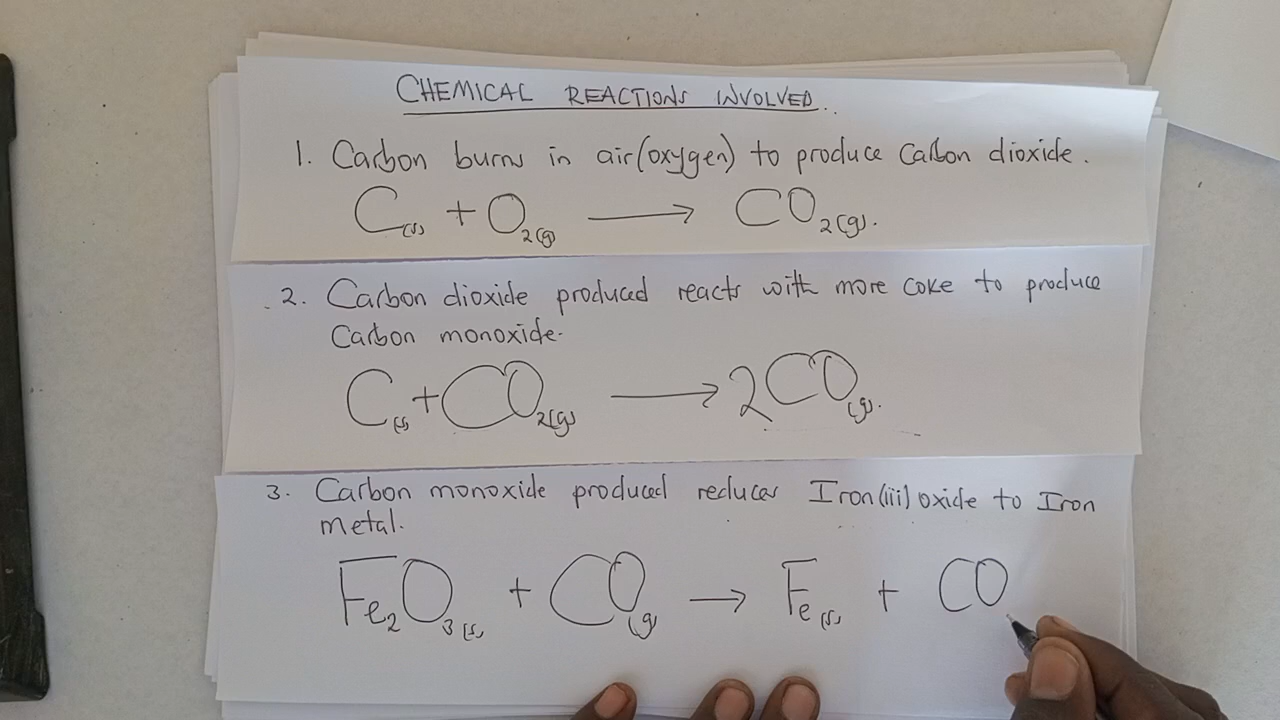 CHEMICAL REACTIONS INVOLVED.
1. Carbon burns in air(oxygen) to produce Carbon dioxide.
C(s) + O2(g) → CO2(g).
2. Carbon dioxide produced reacts with more coke to produce
Carbon monoxide.
C(s) + CO2(g) → 2CO(g).
3. Carbon monoxide produced reduces Iron(iii) oxide to Iron
metal.
Fe2O3(s) + CO(g) → Fe(s) + CO